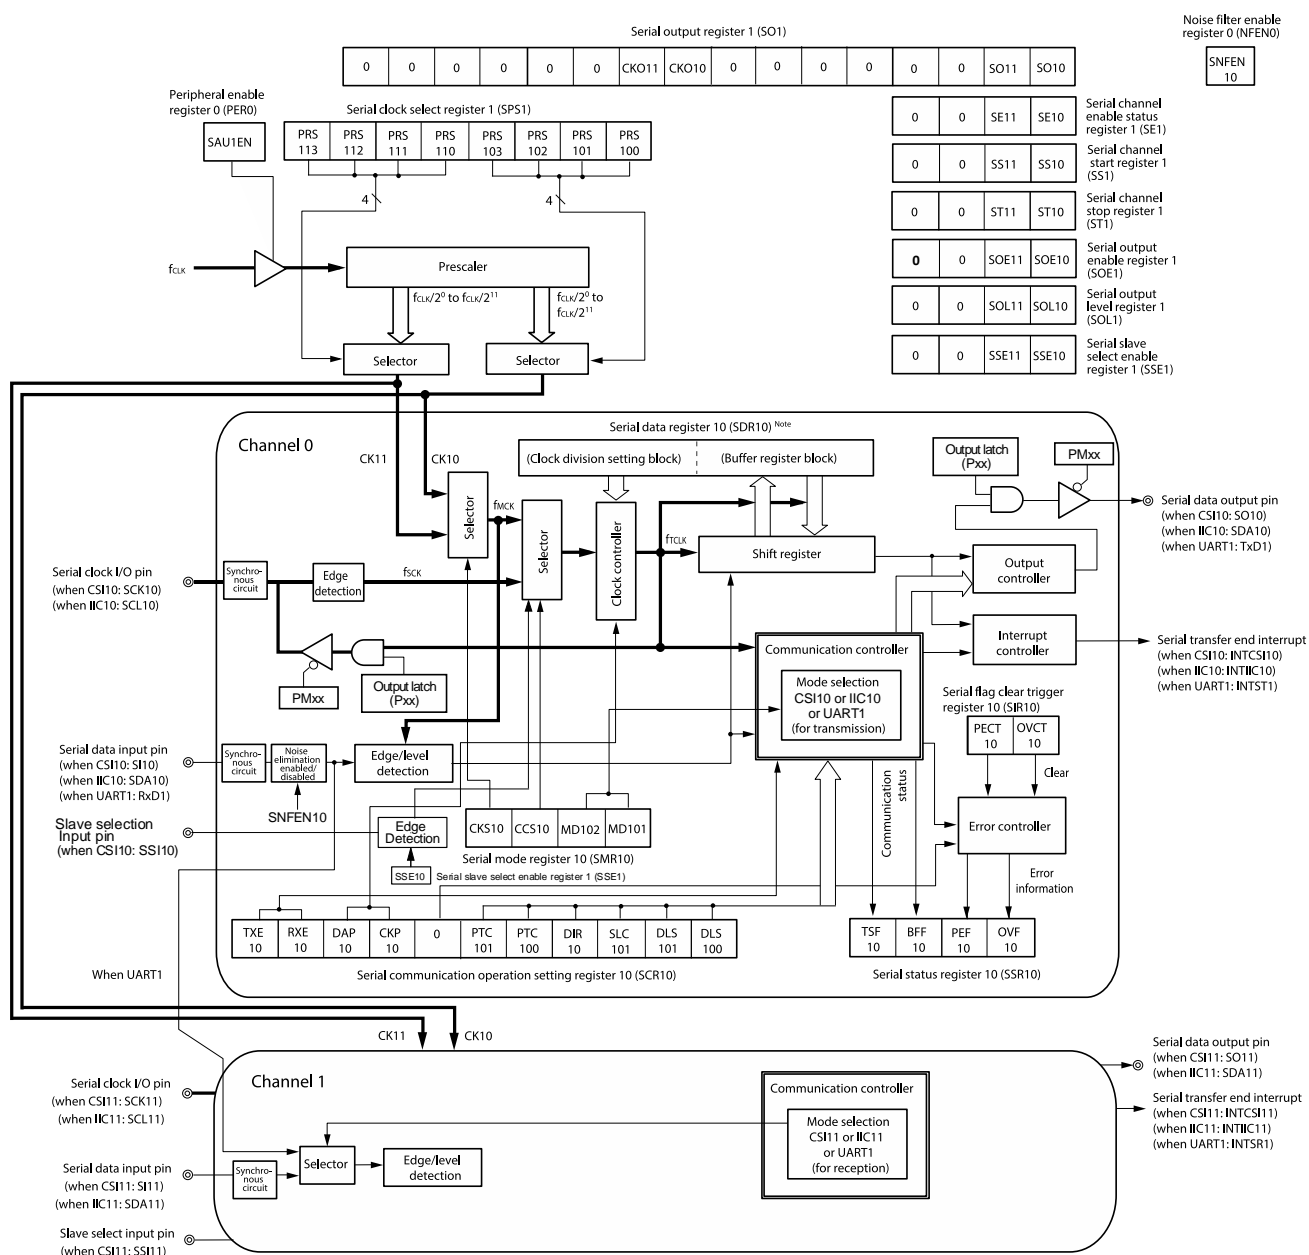 Serial output register 1 (SO1)
0 0 0 0 0 0 CKO11 CKO10 0 0 0 0 0 0 SO11 SO10
Noise filter enable
register 0 (NFEN0)
SNFEN
10
Peripheral enable
register 0 (PER0)
SAU1EN
Serial clock select register 1 (SPS1)
PRS PRS PRS PRS PRS PRS PRS PRS
113 112 111 110 103 102 101 100
4 4
0 0 SE11 SE10
Serial channel
enable status
register 1 (SE1)
0 0 SS11 SS10
Serial channel
start register 1
(SS1)
0 0 ST11 ST10
Serial channel
stop register 1
(ST1)
0 0 SOE11 SOE10
Serial output
enable register 1
(SOE1)
0 0 SOL11 SOL10
Serial output
level register 1
(SOL1)
0 0 SSE11 SSE10
Serial slave
select enable
register 1 (SSE1)
fCLK
Prescaler
fCLK/2⁰ to fCLK/2¹¹
fCLK/2⁰ to
fCLK/2¹¹
Selector
Selector
Channel 0
CK11
CK10
Serial data register 10 (SDR10) Note
(Clock division setting block) (Buffer register block)
Output latch
(Pxx)
PMxx
Selector
fMCK
Selector
Clock controller
fTCLK
Shift register
Output
controller
Serial data output pin
(when CSI10: SO10)
(when IIC10: SDA10)
(when UART1: TxD1)
Serial clock I/O pin
(when CSI10: SCK10)
(when IIC10: SCL10)
Synchro-
nous
circuit
Edge
detection
fSCK
PMxx
Output latch
(Pxx)
Communication controller
Mode selection
CSI10 or IIC10
or UART1
(for transmission)
Interrupt
controller
Serial transfer end interrupt
(when CSI10: INTCSI10)
(when IIC10: INTIIC10)
(when UART1: INTST1)
Serial flag clear trigger
register 10 (SIR10)
PECT OVCT
10 10
Clear
Serial data input pin
(when CSI10: SI10)
(when IIC10: SDA10)
(when UART1: RxD1)
Synchro-
nous
circuit
Noise
elimination
enabled/
disabled
SNFEN10
Edge/level
detection
Communication
status
Error controller
Error
information
Slave selection
Input pin
(when CSI10: SSI10)
Edge
Detection
SSE10 Serial slave select enable register 1 (SSE1)
CKS10 CCS10 MD102 MD101
Serial mode register 10 (SMR10)
TXE RXE DAP CKP 0 PTC PTC DIR SLC DLS DLS
10 10 10 10 101 100 10 101 101 100
Serial communication operation setting register 10 (SCR10)
TSF BFF PEF OVF
10 10 10 10
Serial status register 10 (SSR10)
When UART1
CK11 CK10
Channel 1
Serial clock I/O pin
(when CSI11: SCK11)
(when IIC11: SCL11)
Serial data input pin
(when CSI11: SI11)
(when IIC11: SDA11)
Synchro-
nous
circuit
Selector
Edge/level
detection
Communication controller
Mode selection
CSI11 or IIC11
or UART1
(for reception)
Serial data output pin
(when CSI11: SO11)
(when IIC11: SDA11)
Serial transfer end interrupt
(when CSI11: INTCSI11)
(when IIC11: INTIIC11)
(when UART1: INTSR1)
Slave select input pin
(when CSI11: SSI11)